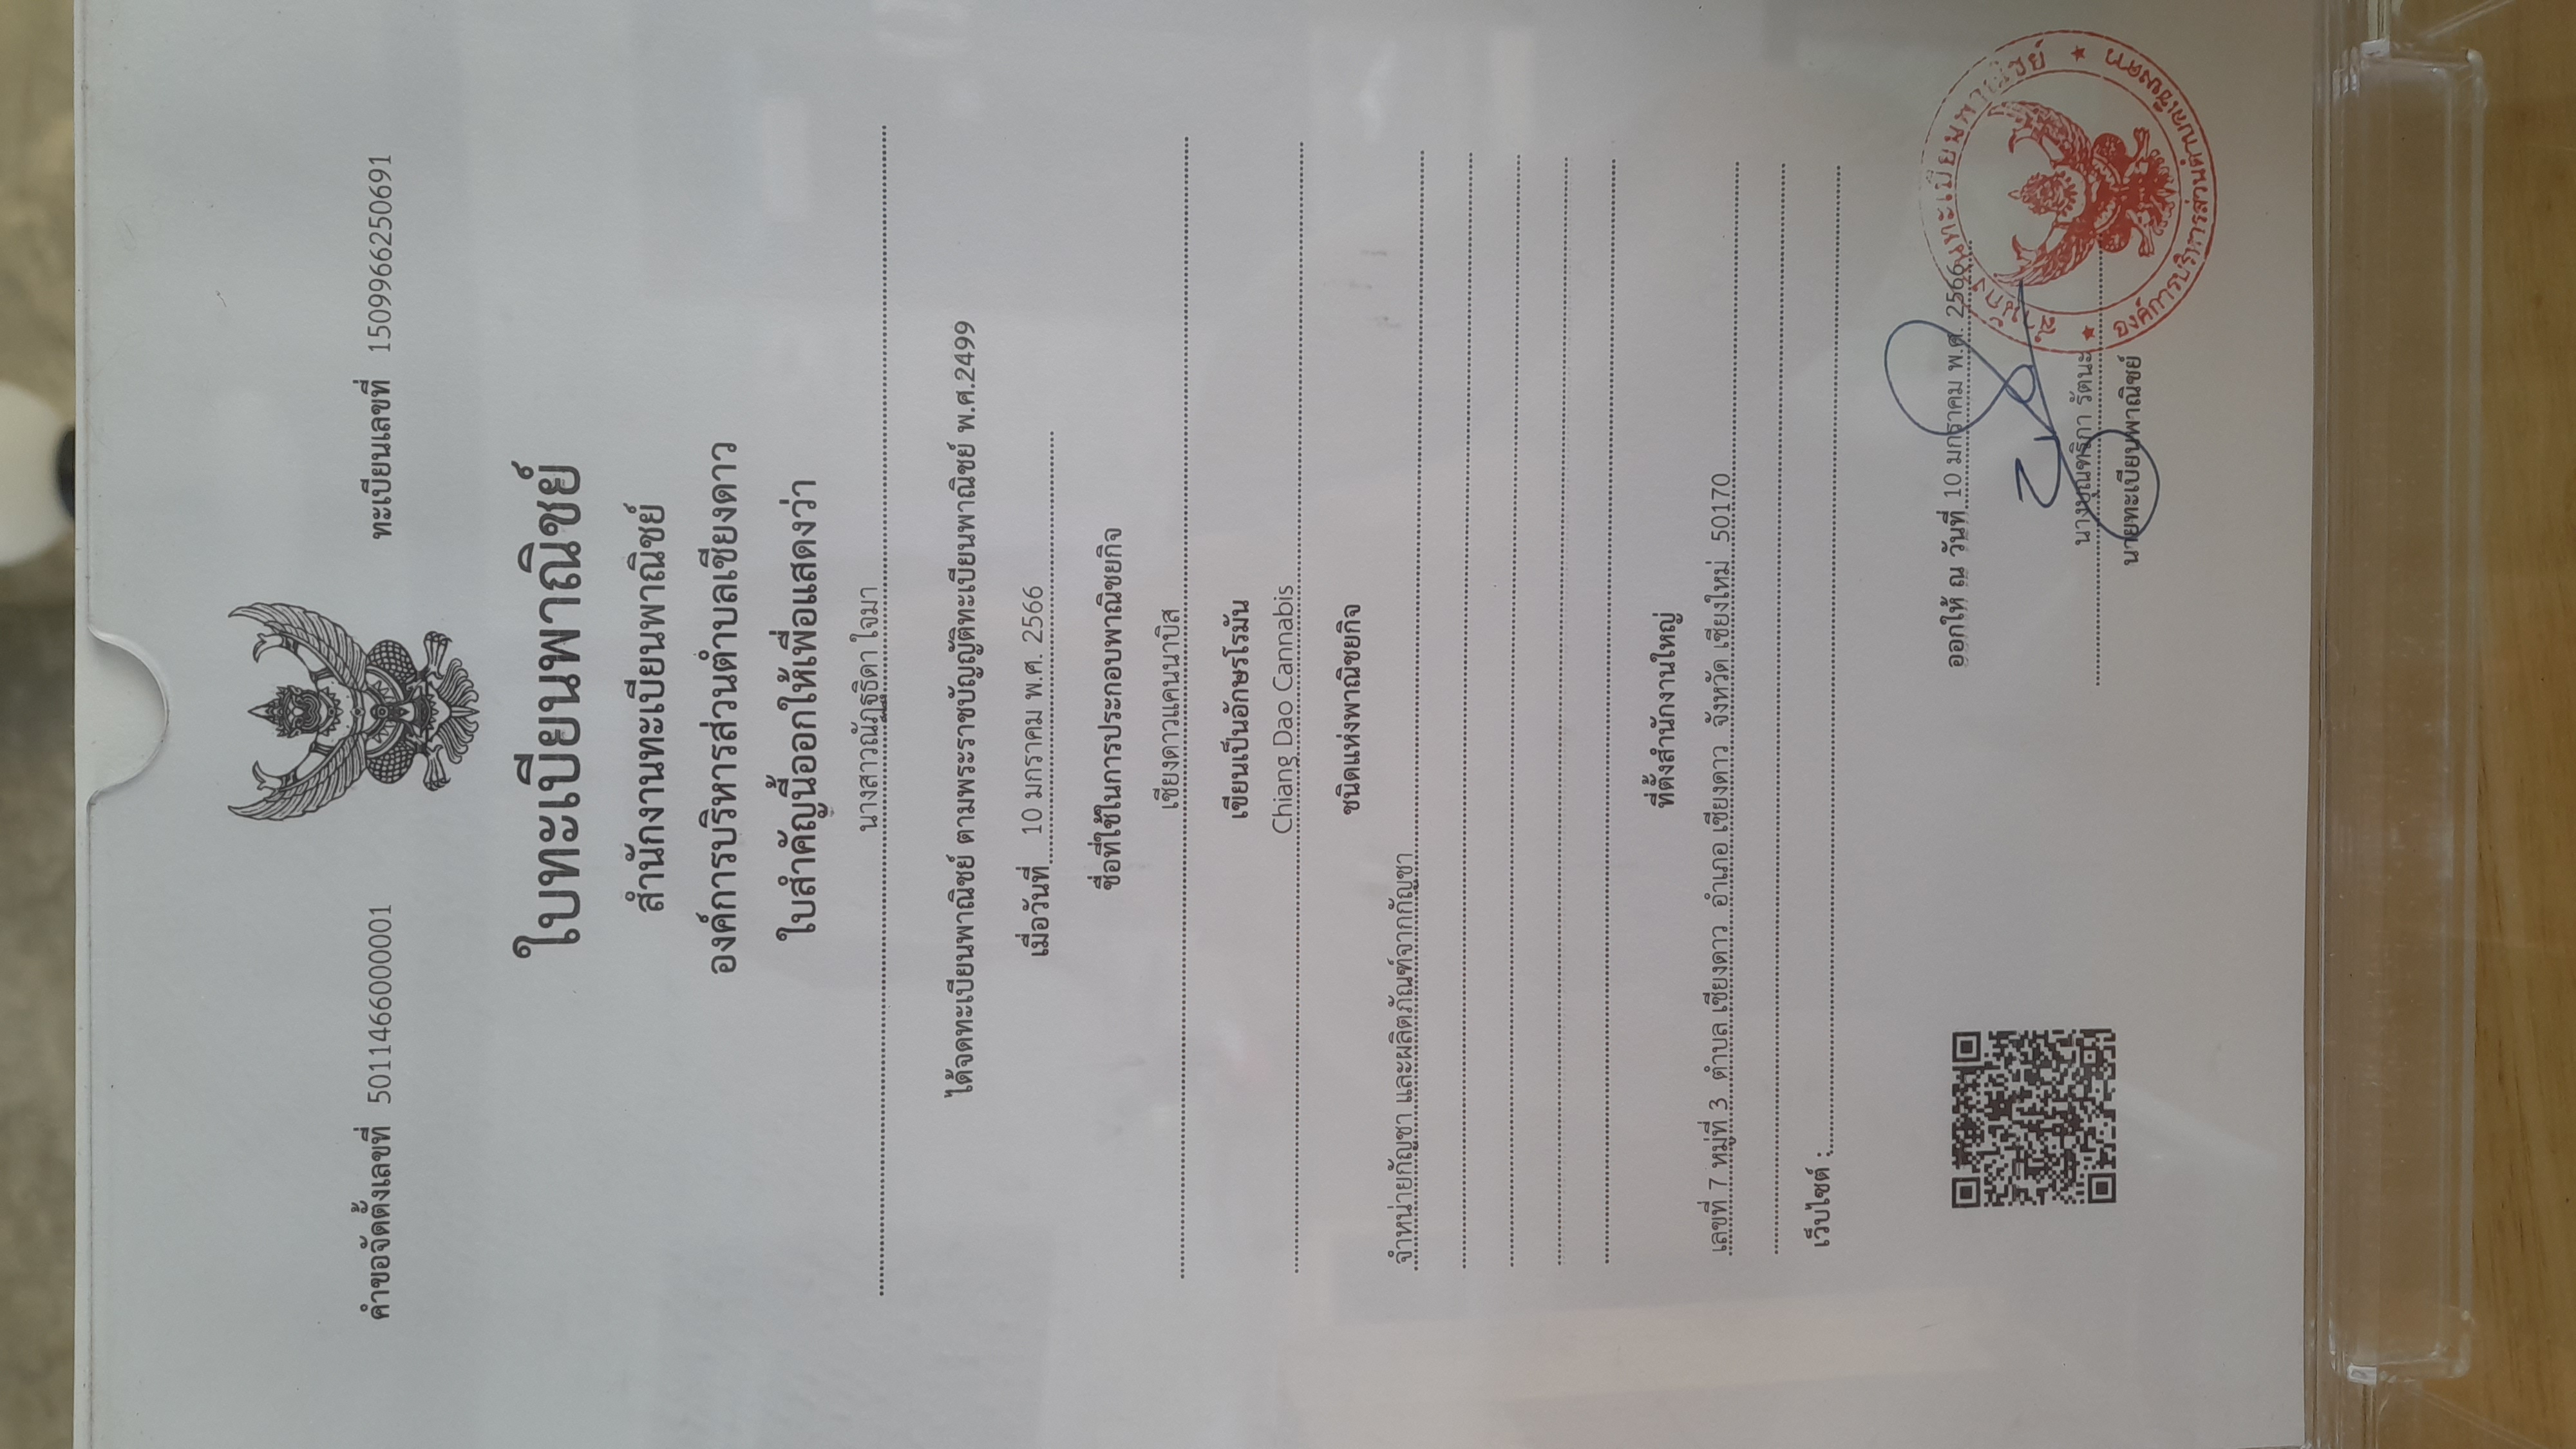 คำขอจัดตั้งเลขที่ 5011466000001
ทะเบียนเลขที่ 1509966250691
ใบทะเบียนพาณิชย์
สำนักงานทะเบียนพาณิชย์
องค์การบริหารส่วนตำบลเชียงดาว
ใบสำคัญนี้ออกให้เพื่อแสดงว่า
นางสาวณัฏฐธิดา ใจมา
ได้จดทะเบียนพาณิชย์ ตามพระราชบัญญัติทะเบียนพาณิชย์ พ.ศ.2499
เมื่อวันที่ 10 มกราคม พ.ศ. 2566
ชื่อที่ใช้ในการประกอบพาณิชยกิจ
เชียงดาวแคนนาบิส
เขียนเป็นอักษรโรมัน
Chiang Dao Cannabis
ชนิดแห่งพาณิชยกิจ
จำหน่ายกัญชา และผลิตภัณฑ์จากกัญชา
ที่ตั้งสำนักงานใหญ่
เลขที่ 7 หมู่ที่ 3 ตำบล เชียงดาว อำเภอ เชียงดาว จังหวัด เชียงใหม่ 50170
เว็บไซต์ :
ออกให้ ณ วันที่ 10 มกราคม พ.ศ. 2566
นางบุณฑริกา รัตนะ
นายทะเบียนพาณิชย์
สำนักงานทะเบียนพาณิชย์
องค์การบริหารส่วนตำบลเชียงดาว